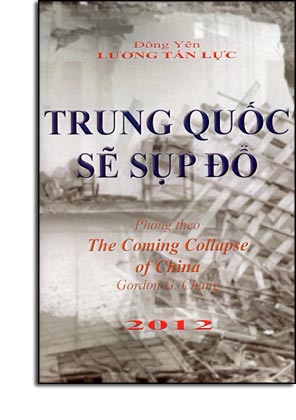 Đông Yên
LƯƠNG TẤN LỰC
TRUNG QUỐC
SẼ SỤP ĐỔ
Phỏng theo
The Coming Collapse
of China
Gordon G. Chang
2012